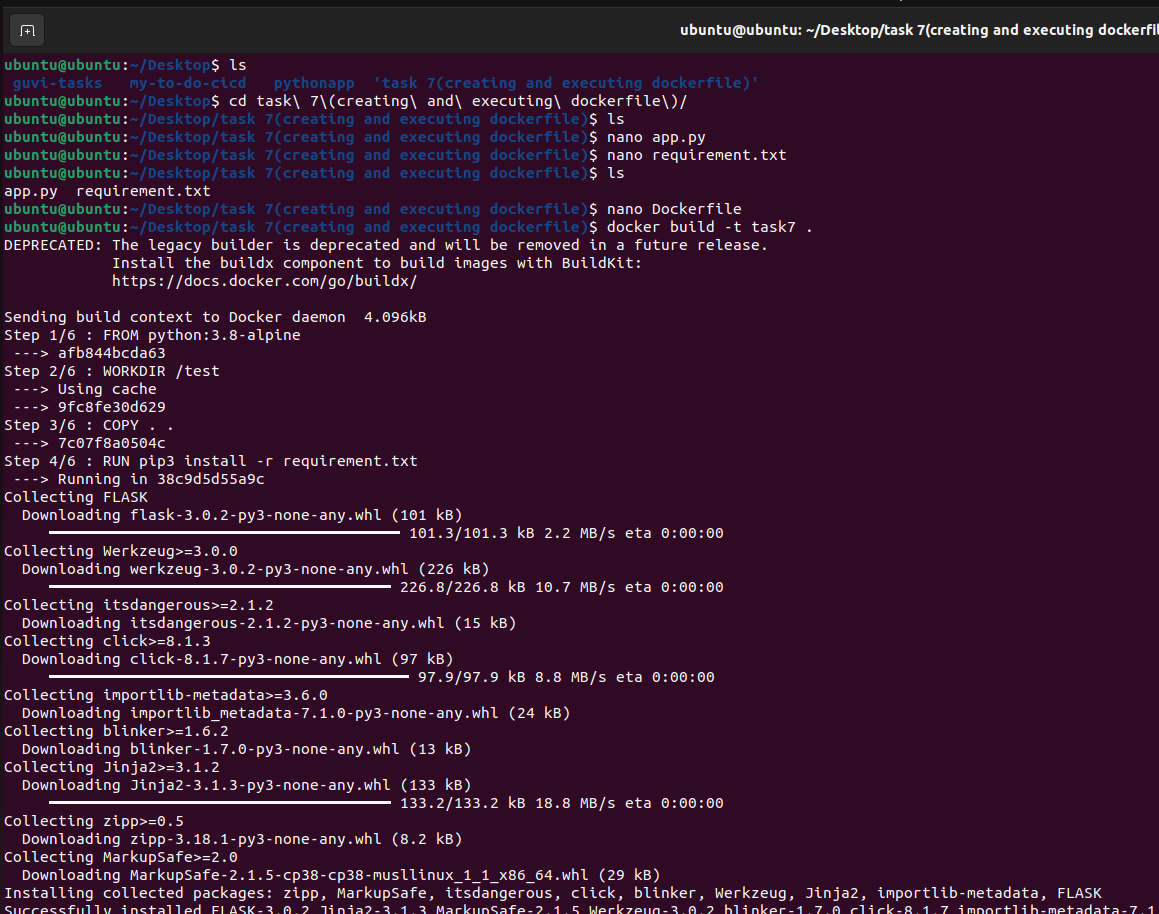 ubuntu@ubuntu: ~/Desktop/task 7(creating and executing dockerfil
ubuntu@ubuntu:~/Desktop$ ls
guvi-tasks  my-to-do-cicd  pythonapp  'task 7(creating and executing dockerfile)'
ubuntu@ubuntu:~/Desktop$ cd task\ 7\(creating\ and\ executing\ dockerfile\)/
ubuntu@ubuntu:~/Desktop/task 7(creating and executing dockerfile)$ ls
ubuntu@ubuntu:~/Desktop/task 7(creating and executing dockerfile)$ nano app.py
ubuntu@ubuntu:~/Desktop/task 7(creating and executing dockerfile)$ nano requirement.txt
ubuntu@ubuntu:~/Desktop/task 7(creating and executing dockerfile)$ ls
app.py  requirement.txt
ubuntu@ubuntu:~/Desktop/task 7(creating and executing dockerfile)$ nano Dockerfile
ubuntu@ubuntu:~/Desktop/task 7(creating and executing dockerfile)$ docker build -t task7 .
DEPRECATED: The legacy builder is deprecated and will be removed in a future release.
            Install the buildx component to build images with BuildKit:
            https://docs.docker.com/go/buildx/
Sending build context to Docker daemon  4.096kB
Step 1/6 : FROM python:3.8-alpine
 ---> afb844bcda63
Step 2/6 : WORKDIR /test
 ---> Using cache
 ---> 9fc8fe30d629
Step 3/6 : COPY . .
 ---> 7c07f8a0504c
Step 4/6 : RUN pip3 install -r requirement.txt
 ---> Running in 38c9d5d55a9c
Collecting FLASK
  Downloading flask-3.0.2-py3-none-any.whl (101 kB)
101.3/101.3 kB 2.2 MB/s eta 0:00:00
Collecting Werkzeug>=3.0.0
  Downloading werkzeug-3.0.2-py3-none-any.whl (226 kB)
226.8/226.8 kB 10.7 MB/s eta 0:00:00
Collecting itsdangerous>=2.1.2
  Downloading itsdangerous-2.1.2-py3-none-any.whl (15 kB)
Collecting click>=8.1.3
  Downloading click-8.1.7-py3-none-any.whl (97 kB)
97.9/97.9 kB 8.8 MB/s eta 0:00:00
Collecting importlib-metadata>=3.6.0
  Downloading importlib_metadata-7.1.0-py3-none-any.whl (24 kB)
Collecting blinker>=1.6.2
  Downloading blinker-1.7.0-py3-none-any.whl (13 kB)
Collecting Jinja2>=3.1.2
  Downloading Jinja2-3.1.3-py3-none-any.whl (133 kB)
133.2/133.2 kB 18.8 MB/s eta 0:00:00
Collecting zipp>=0.5
  Downloading zipp-3.18.1-py3-none-any.whl (8.2 kB)
Collecting MarkupSafe>=2.0
  Downloading MarkupSafe-2.1.5-cp38-cp38-musllinux_1_1_x86_64.whl (29 kB)
Installing collected packages: zipp, MarkupSafe, itsdangerous, click, blinker, Werkzeug, Jinja2, importlib-metadata, FLASK
Successfully installed FLASK-3.0.2 Jinja2-3.1.3 MarkupSafe-2.1.5 Werkzeug-3.0.2 blinker-1.7.0 click-8.1.7 importlib-metadata-7.1